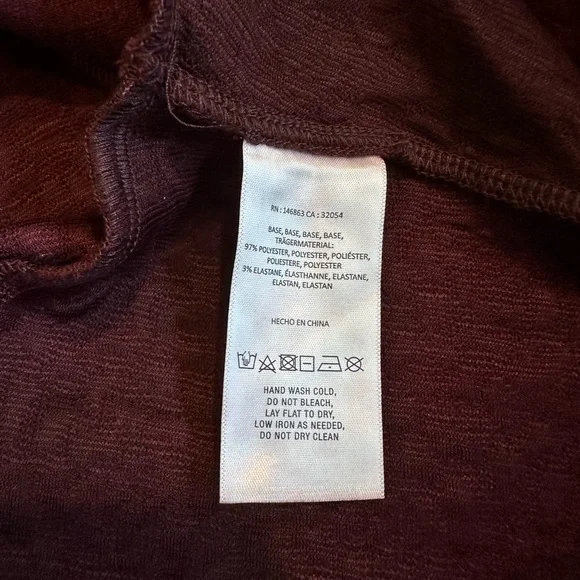 RN : 146863 CA : 32054
BASE, BASE, BASE, BASE,
TRÄGERMATERIAL:
97% POLYESTER, POLYESTER, POLIÉSTER,
POLIESTERE, POLYESTER
3% ELASTANE, ÉLASTHANNE, ELASTANE,
ELASTAN, ELASTAN
HECHO EN CHINA
HAND WASH COLD,
DO NOT BLEACH,
LAY FLAT TO DRY,
LOW IRON AS NEEDED,
DO NOT DRY CLEAN